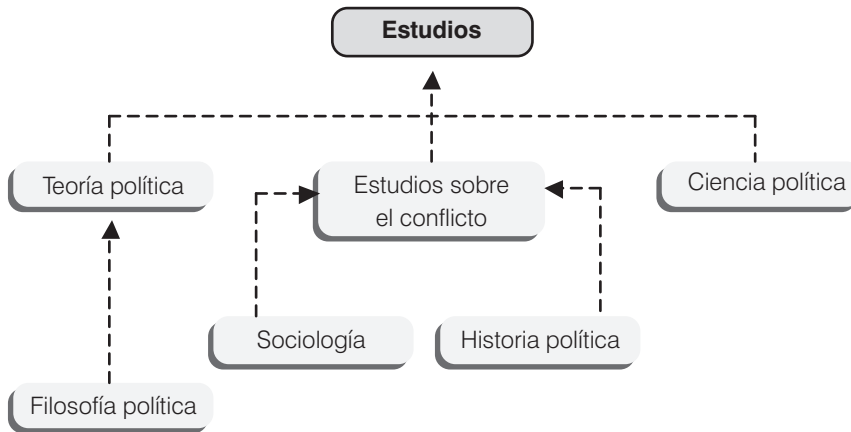 Estudios
Teoría política
Estudios sobre
el conflicto
Ciencia política
Sociología
Historia política
Filosofía política